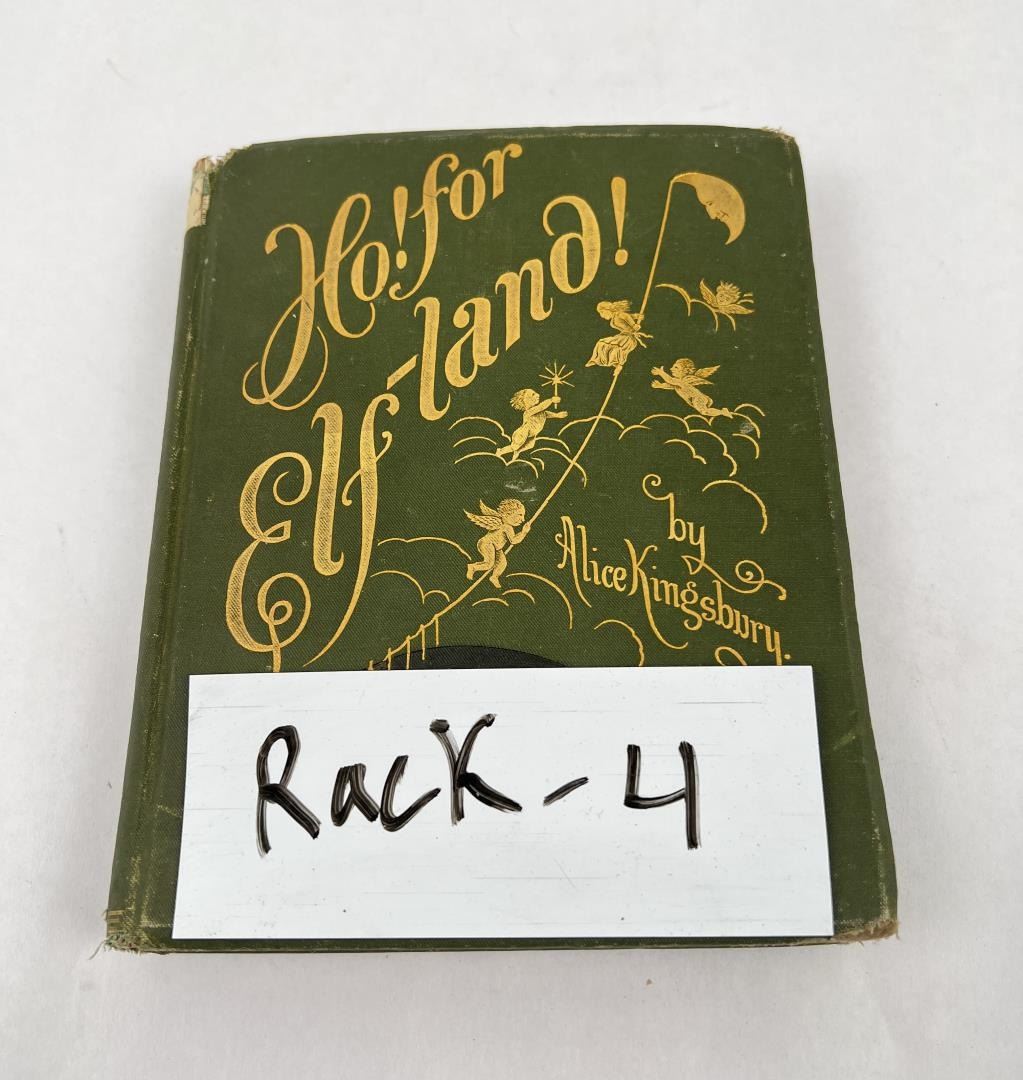 Ho! for
Elf-land!
by
Alice Kingsbury.
Rack-4